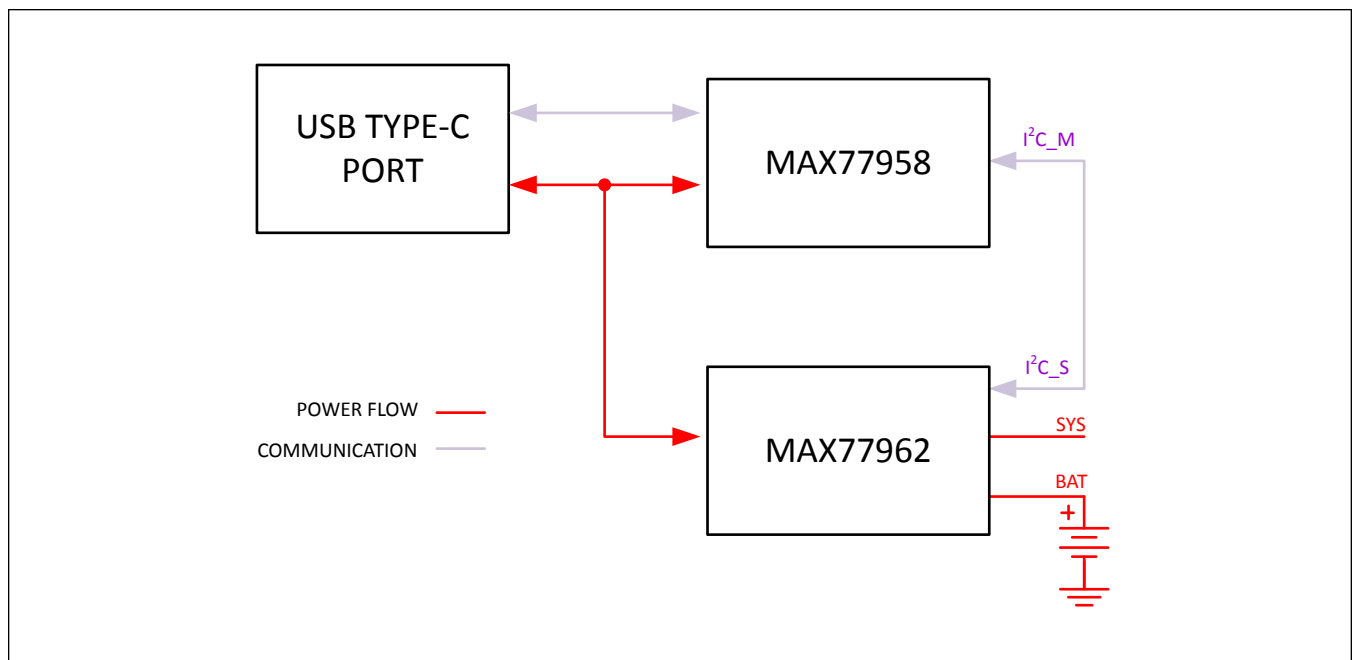 USB TYPE-C
PORT
MAX77958
I²C_M
I²C_S
POWER FLOW
COMMUNICATION
MAX77962
SYS
BAT
+